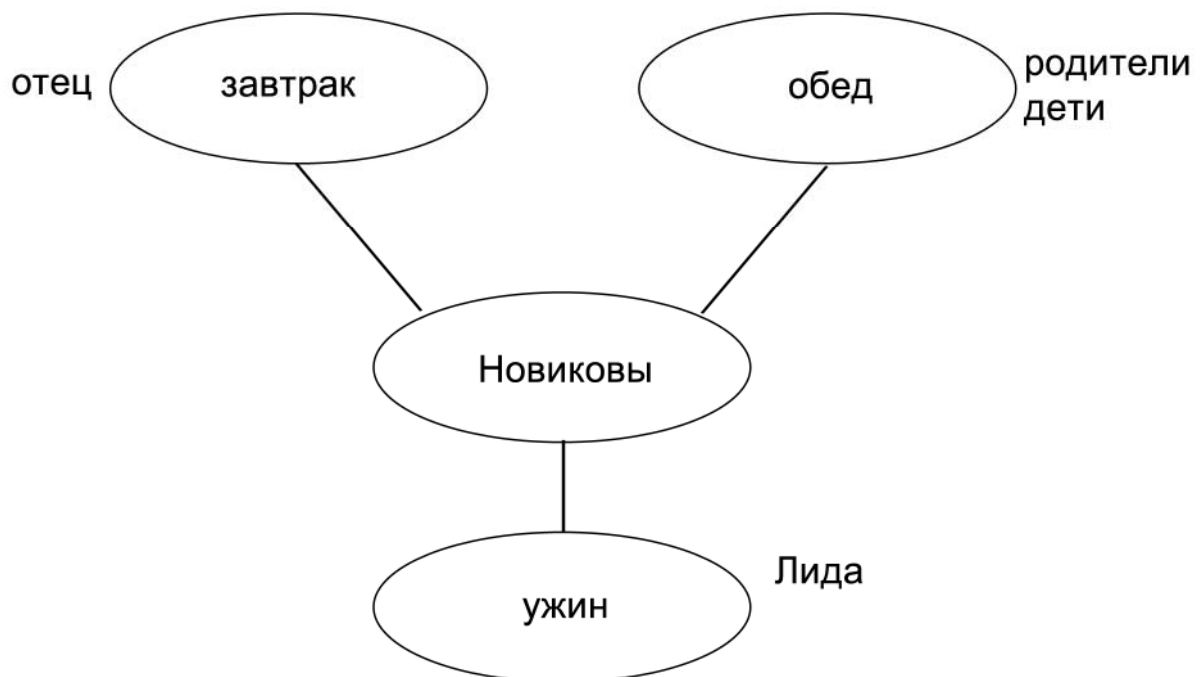 отец
завтрак
обед
родители
дети
Новиковы
Лида
ужин